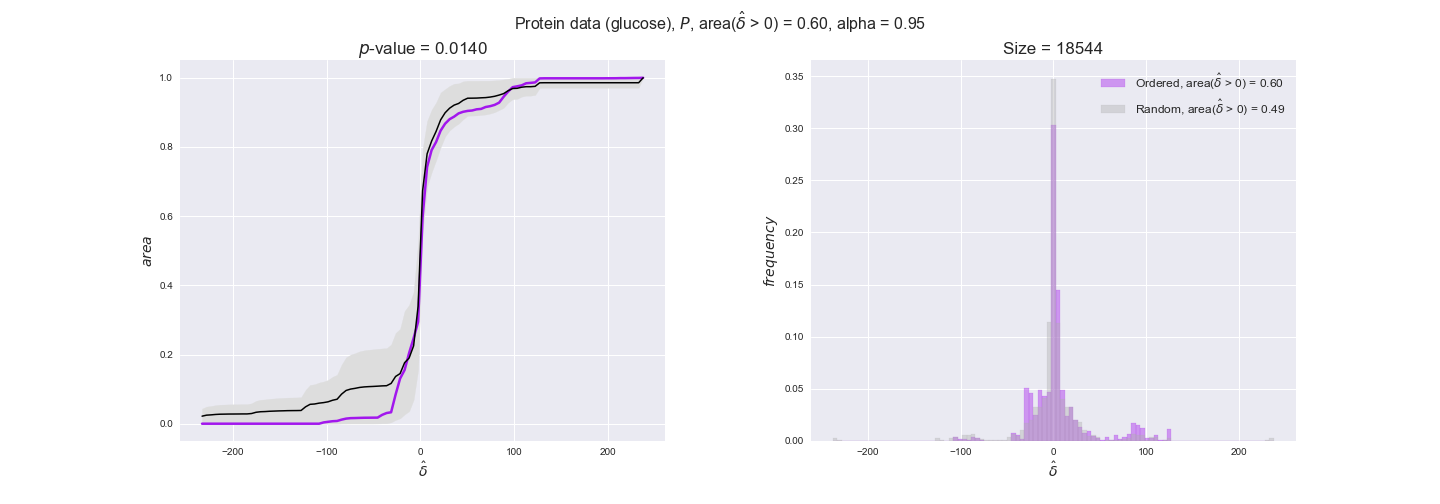 Protein data (glucose), P, area(δ̂ > 0) = 0.60, alpha = 0.95
p-value = 0.0140
1.0
0.8
0.6
0.4
0.2
0.0
area
−200
−100
0
100
200
δ̂
Size = 18544
Ordered, area(δ̂ > 0) = 0.60
Random, area(δ̂ > 0) = 0.49
0.35
0.30
0.25
0.20
0.15
0.10
0.05
0.00
frequency
−200
−100
0
100
200
δ̂